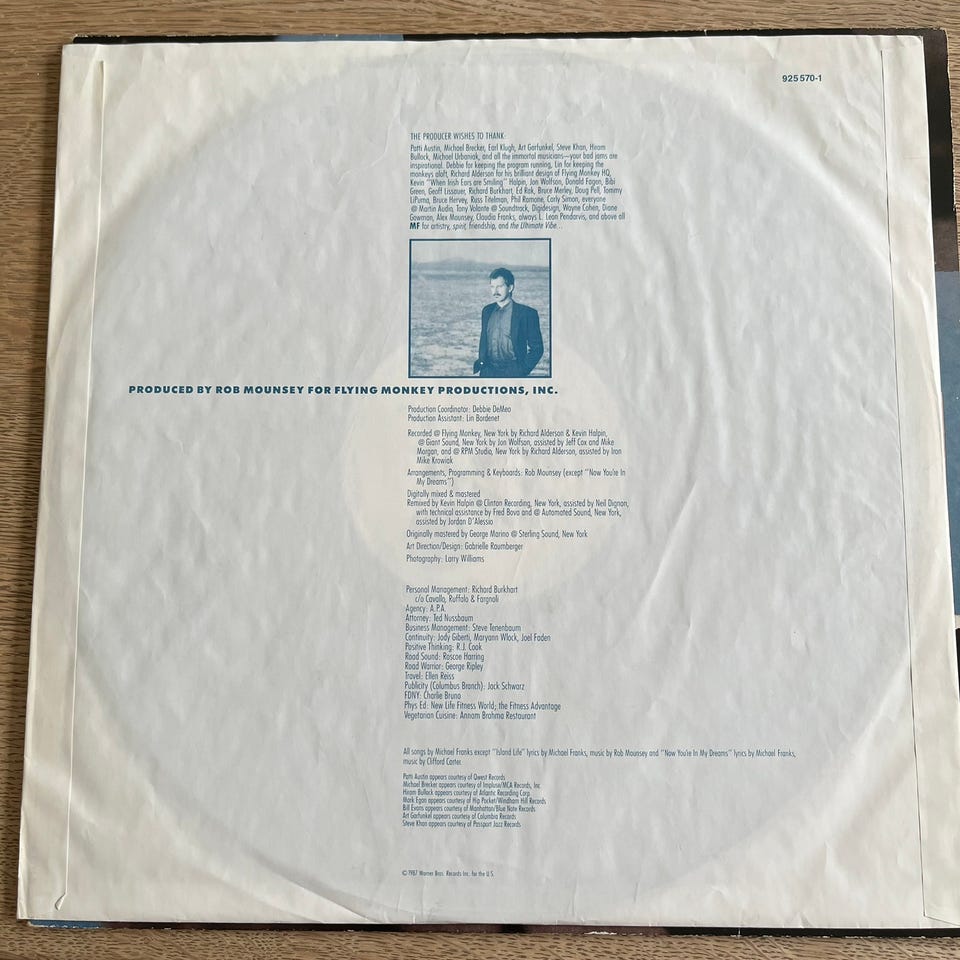 925 570-1
THE PRODUCER WISHES TO THANK:
Patti Austin, Michael Brecker, Earl Klugh, Art Garfunkel, Steve Khan, Hiram
Bullock, Michael Urbaniak, and all the immortal musicians—your bad jams are
inspirational. Debbie for keeping the program running, Lin for keeping the
monkeys aloft, Richard Alderson for his brilliant design of Flying Monkey HQ,
Kevin "When Irish Ears are Smiling" Halpin, Jon Wolfson, Donald Fagen, Bibi
Green, Geoff Lissauer, Richard Burkhart, Ed Rak, Bruce Merley, Doug Pell, Tommy
LiPuma, Bruce Hervey, Russ Titelman, Phil Ramone, Carly Simon, everyone
@ Martin Audio, Tony Volante @ Soundtrack, Digidesign, Wayne Cohen, Diane
Gowman, Alex Mounsey, Claudia Franks, always L. Leon Pendarvis, and above all
MF for artistry, spirit, friendship, and the Ultimate Vibe...
PRODUCED BY ROB MOUNSEY FOR FLYING MONKEY PRODUCTIONS, INC.
Production Coordinator: Debbie DeMeo
Production Assistant: Lin Bordenet
Recorded @ Flying Monkey, New York by Richard Alderson & Kevin Halpin,
@ Giant Sound, New York by Jon Wolfson, assisted by Jeff Cox and Mike
Morgan, and @ RPM Studio, New York by Richard Alderson, assisted by Iron
Mike Krowiak
Arrangements, Programming & Keyboards: Rob Mounsey (except "Now You're In
My Dreams")
Digitally mixed & mastered
Remixed by Kevin Halpin @ Clinton Recording, New York, assisted by Neil Dignon,
with technical assistance by Fred Bova and @ Automated Sound, New York,
assisted by Jordan D'Alessio
Originally mastered by George Marino @ Sterling Sound, New York
Art Direction/Design: Gabrielle Raumberger
Photography: Larry Williams
Personal Management: Richard Burkhart
c/o Cavallo, Ruffalo & Fargnoli
Agency: A.P.A.
Attorney: Ted Nussbaum
Business Management: Steve Tenenbaum
Continuity: Jody Giberti, Maryann Wlock, Joel Faden
Positive Thinking: R.J. Cook
Road Sound: Roscoe Harring
Road Warrior: George Ripley
Travel: Ellen Reiss
Publicity (Columbus Branch): Jack Schwarz
FDNY: Charlie Bruno
Phys Ed: New Life Fitness World; the Fitness Advantage
Vegetarian Cuisine: Annam Brahma Restaurant
All songs by Michael Franks except "Island Life" lyrics by Michael Franks, music by Rob Mounsey and "Now You're In My Dreams" lyrics by Michael Franks,
music by Clifford Carter.
Patti Austin appears courtesy of Qwest Records
Michael Brecker appears courtesy of Impulse/MCA Records, Inc.
Hiram Bullock appears courtesy of Atlantic Recording Corp.
Mark Egan appears courtesy of Hip Pocket/Windham Hill Records
Bill Evans appears courtesy of Manhattan/Blue Note Records
Art Garfunkel appears courtesy of Columbia Records
Steve Khan appears courtesy of Passport Jazz Records
© 1987 Warner Bros. Records Inc. for the U.S.